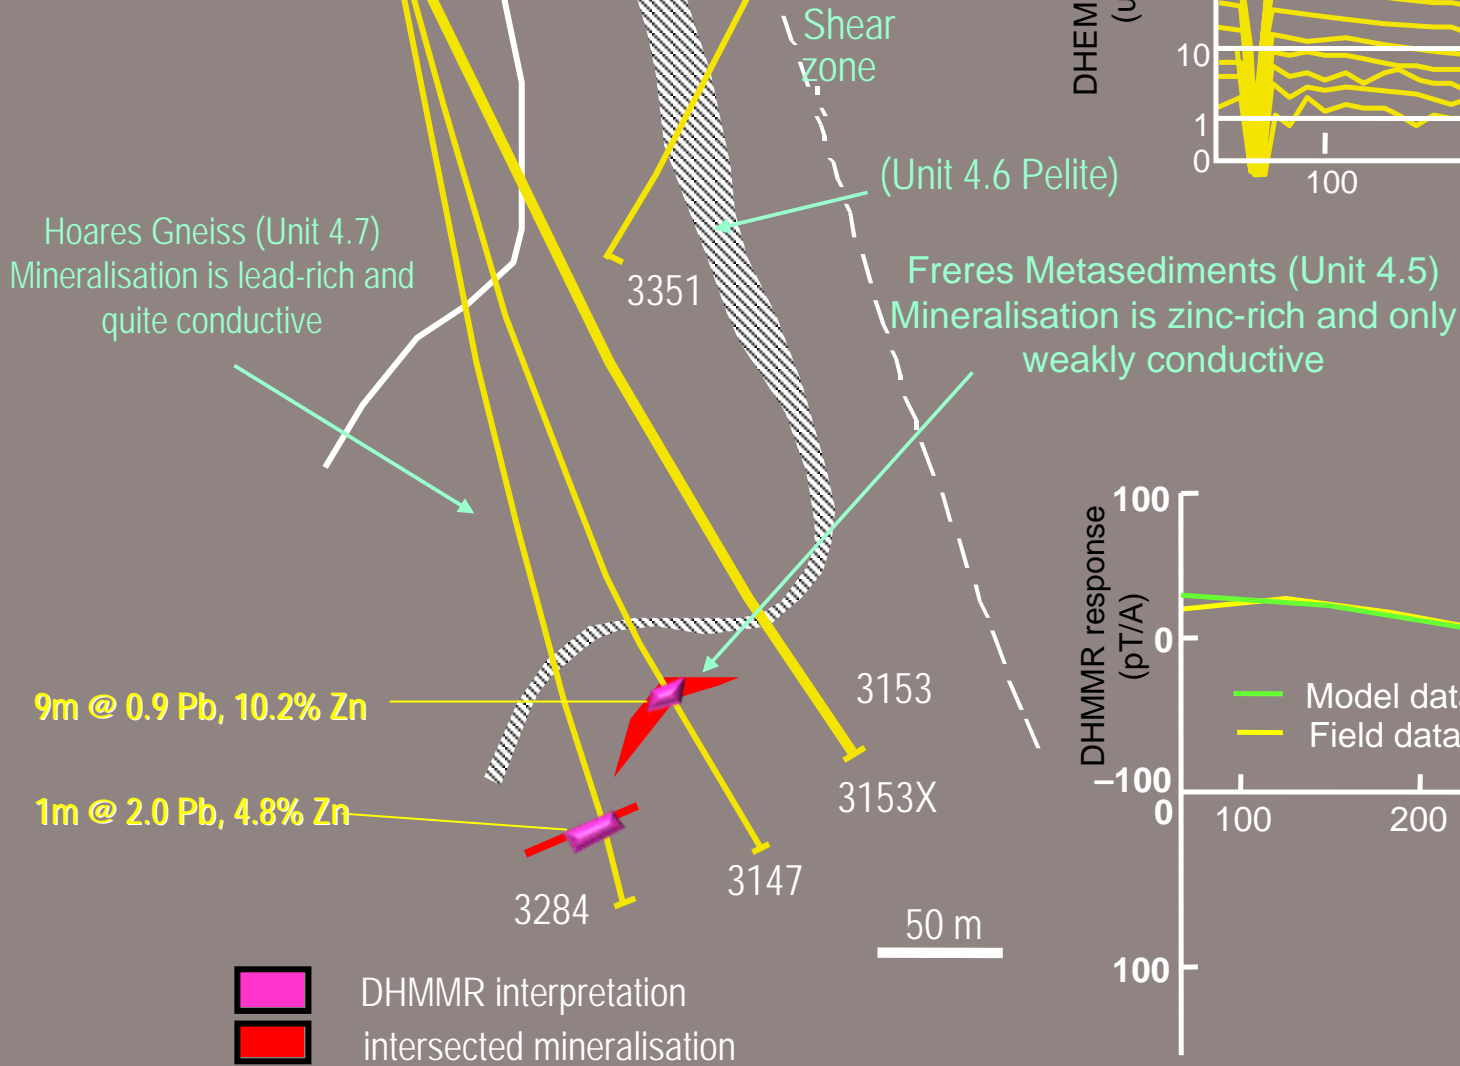 Shear
zone
(Unit 4.6 Pelite)
Hoares Gneiss (Unit 4.7)
Mineralisation is lead-rich and
quite conductive
3351
Freres Metasediments (Unit 4.5)
Mineralisation is zinc-rich and only
weakly conductive
9m @ 0.9 Pb, 10.2% Zn
1m @ 2.0 Pb, 4.8% Zn
3153
3153X
3147
3284
50 m
DHMMR interpretation
intersected mineralisation
DHEM
(u
10
1
0
100
DHMMR response
(pT/A)
100
0
–100
0
100
200
100
Model data
Field data